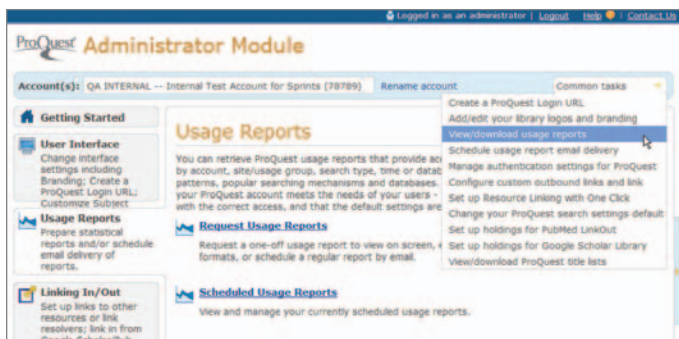 Logged in as an administrator | Logout Help | Contact Us
ProQuest Administrator Module
Account(s): QA INTERNAL -- Internal Test Account for Sprints (78789) Rename account Common tasks
Create a ProQuest Login URL
Add/edit your library logos and branding
View/download usage reports
Schedule usage report email delivery
Manage authentication settings for ProQuest
Configure custom outbound links and link
Set up Resource Linking with One Click
Change your ProQuest search settings default
Set up holdings for PubMed LinkOut
Set up holdings for Google Scholar Library
View/download ProQuest title lists
Getting Started
User Interface
Change interface
settings including
Branding; Create a
ProQuest Login URL;
Customize Subject
Usage Reports
Prepare statistical
reports and/or schedule
email delivery of
reports.
Linking In/Out
Set up links to other
resources or link
resolvers; link in from
Usage Reports
You can retrieve ProQuest usage reports that provide
by account, site/usage group, search type, time or
patterns, popular searching mechanisms and databases.
your ProQuest account meets the needs of your users -
with the correct access, and that the default settings are
Request Usage Reports
Request a one-off usage report to view on screen,
formats, or schedule a regular report by email.
Scheduled Usage Reports
View and manage your currently scheduled usage reports.